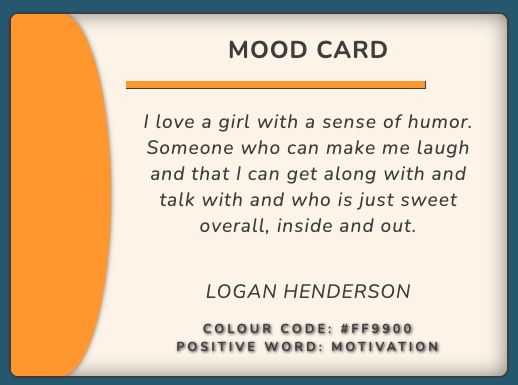 MOOD CARD
I love a girl with a sense of humor.
Someone who can make me laugh
and that I can get along with and
talk with and who is just sweet
overall, inside and out.
LOGAN HENDERSON
COLOUR CODE: #FF9900
POSITIVE WORD: MOTIVATION